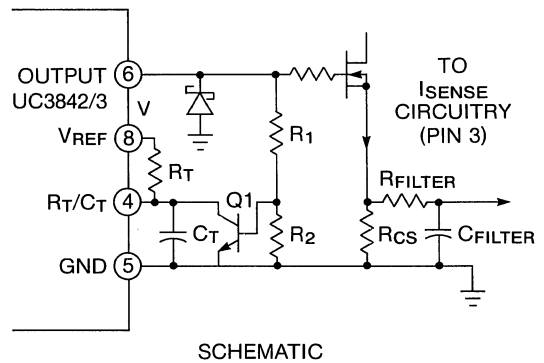 OUTPUT
UC3842/3
6
V
VREF
8
RT
RT/CT
4
CT
Q1
R1
R2
GND
5
TO
ISENSE
CIRCUITRY
(PIN 3)
RFILTER
RCS
CFILTER
SCHEMATIC